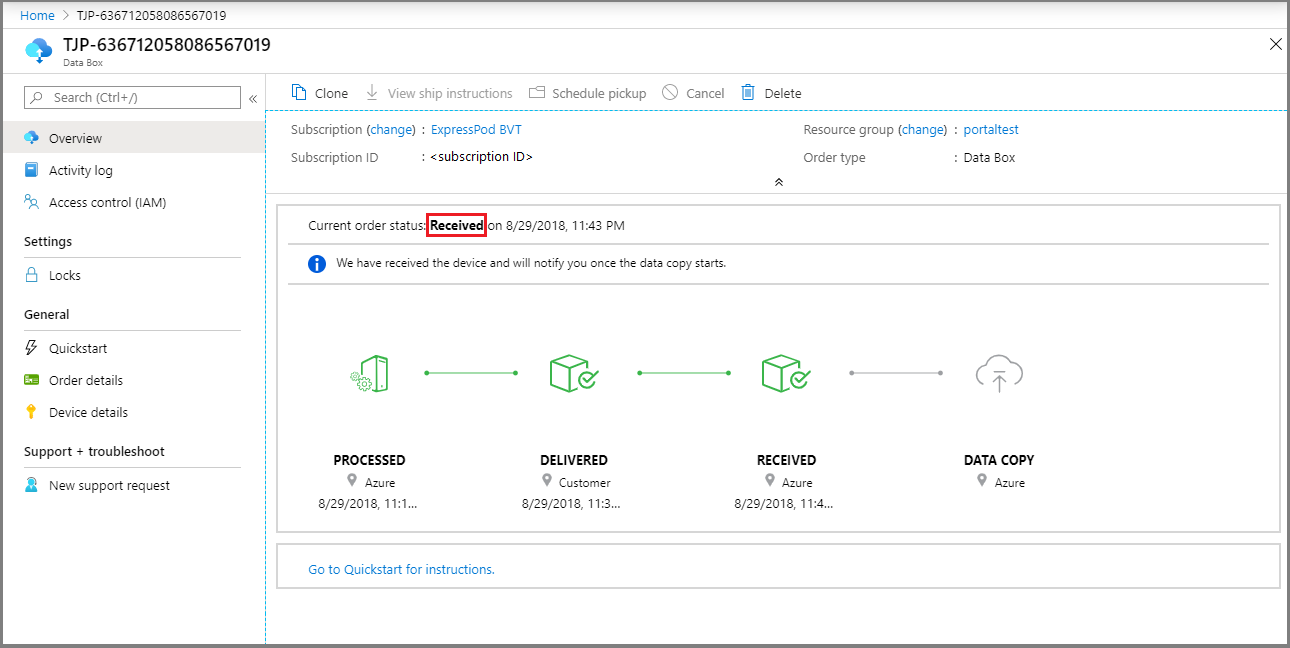 Home > TJP-636712058086567019
TJP-636712058086567019
Data Box
Search (Ctrl+/)
«
Overview
Activity log
Access control (IAM)
Settings
Locks
General
Quickstart
Order details
Device details
Support + troubleshoot
New support request
Clone View ship instructions Schedule pickup Cancel Delete
Subscription (change) : ExpressPod BVT Resource group (change) : portaltest
Subscription ID : <subscription ID> Order type : Data Box
Current order status: Received on 8/29/2018, 11:43 PM
We have received the device and will notify you once the data copy starts.
PROCESSED DELIVERED RECEIVED DATA COPY
Azure Customer Azure Azure
8/29/2018, 11:1... 8/29/2018, 11:3... 8/29/2018, 11:4...
Go to Quickstart for instructions.